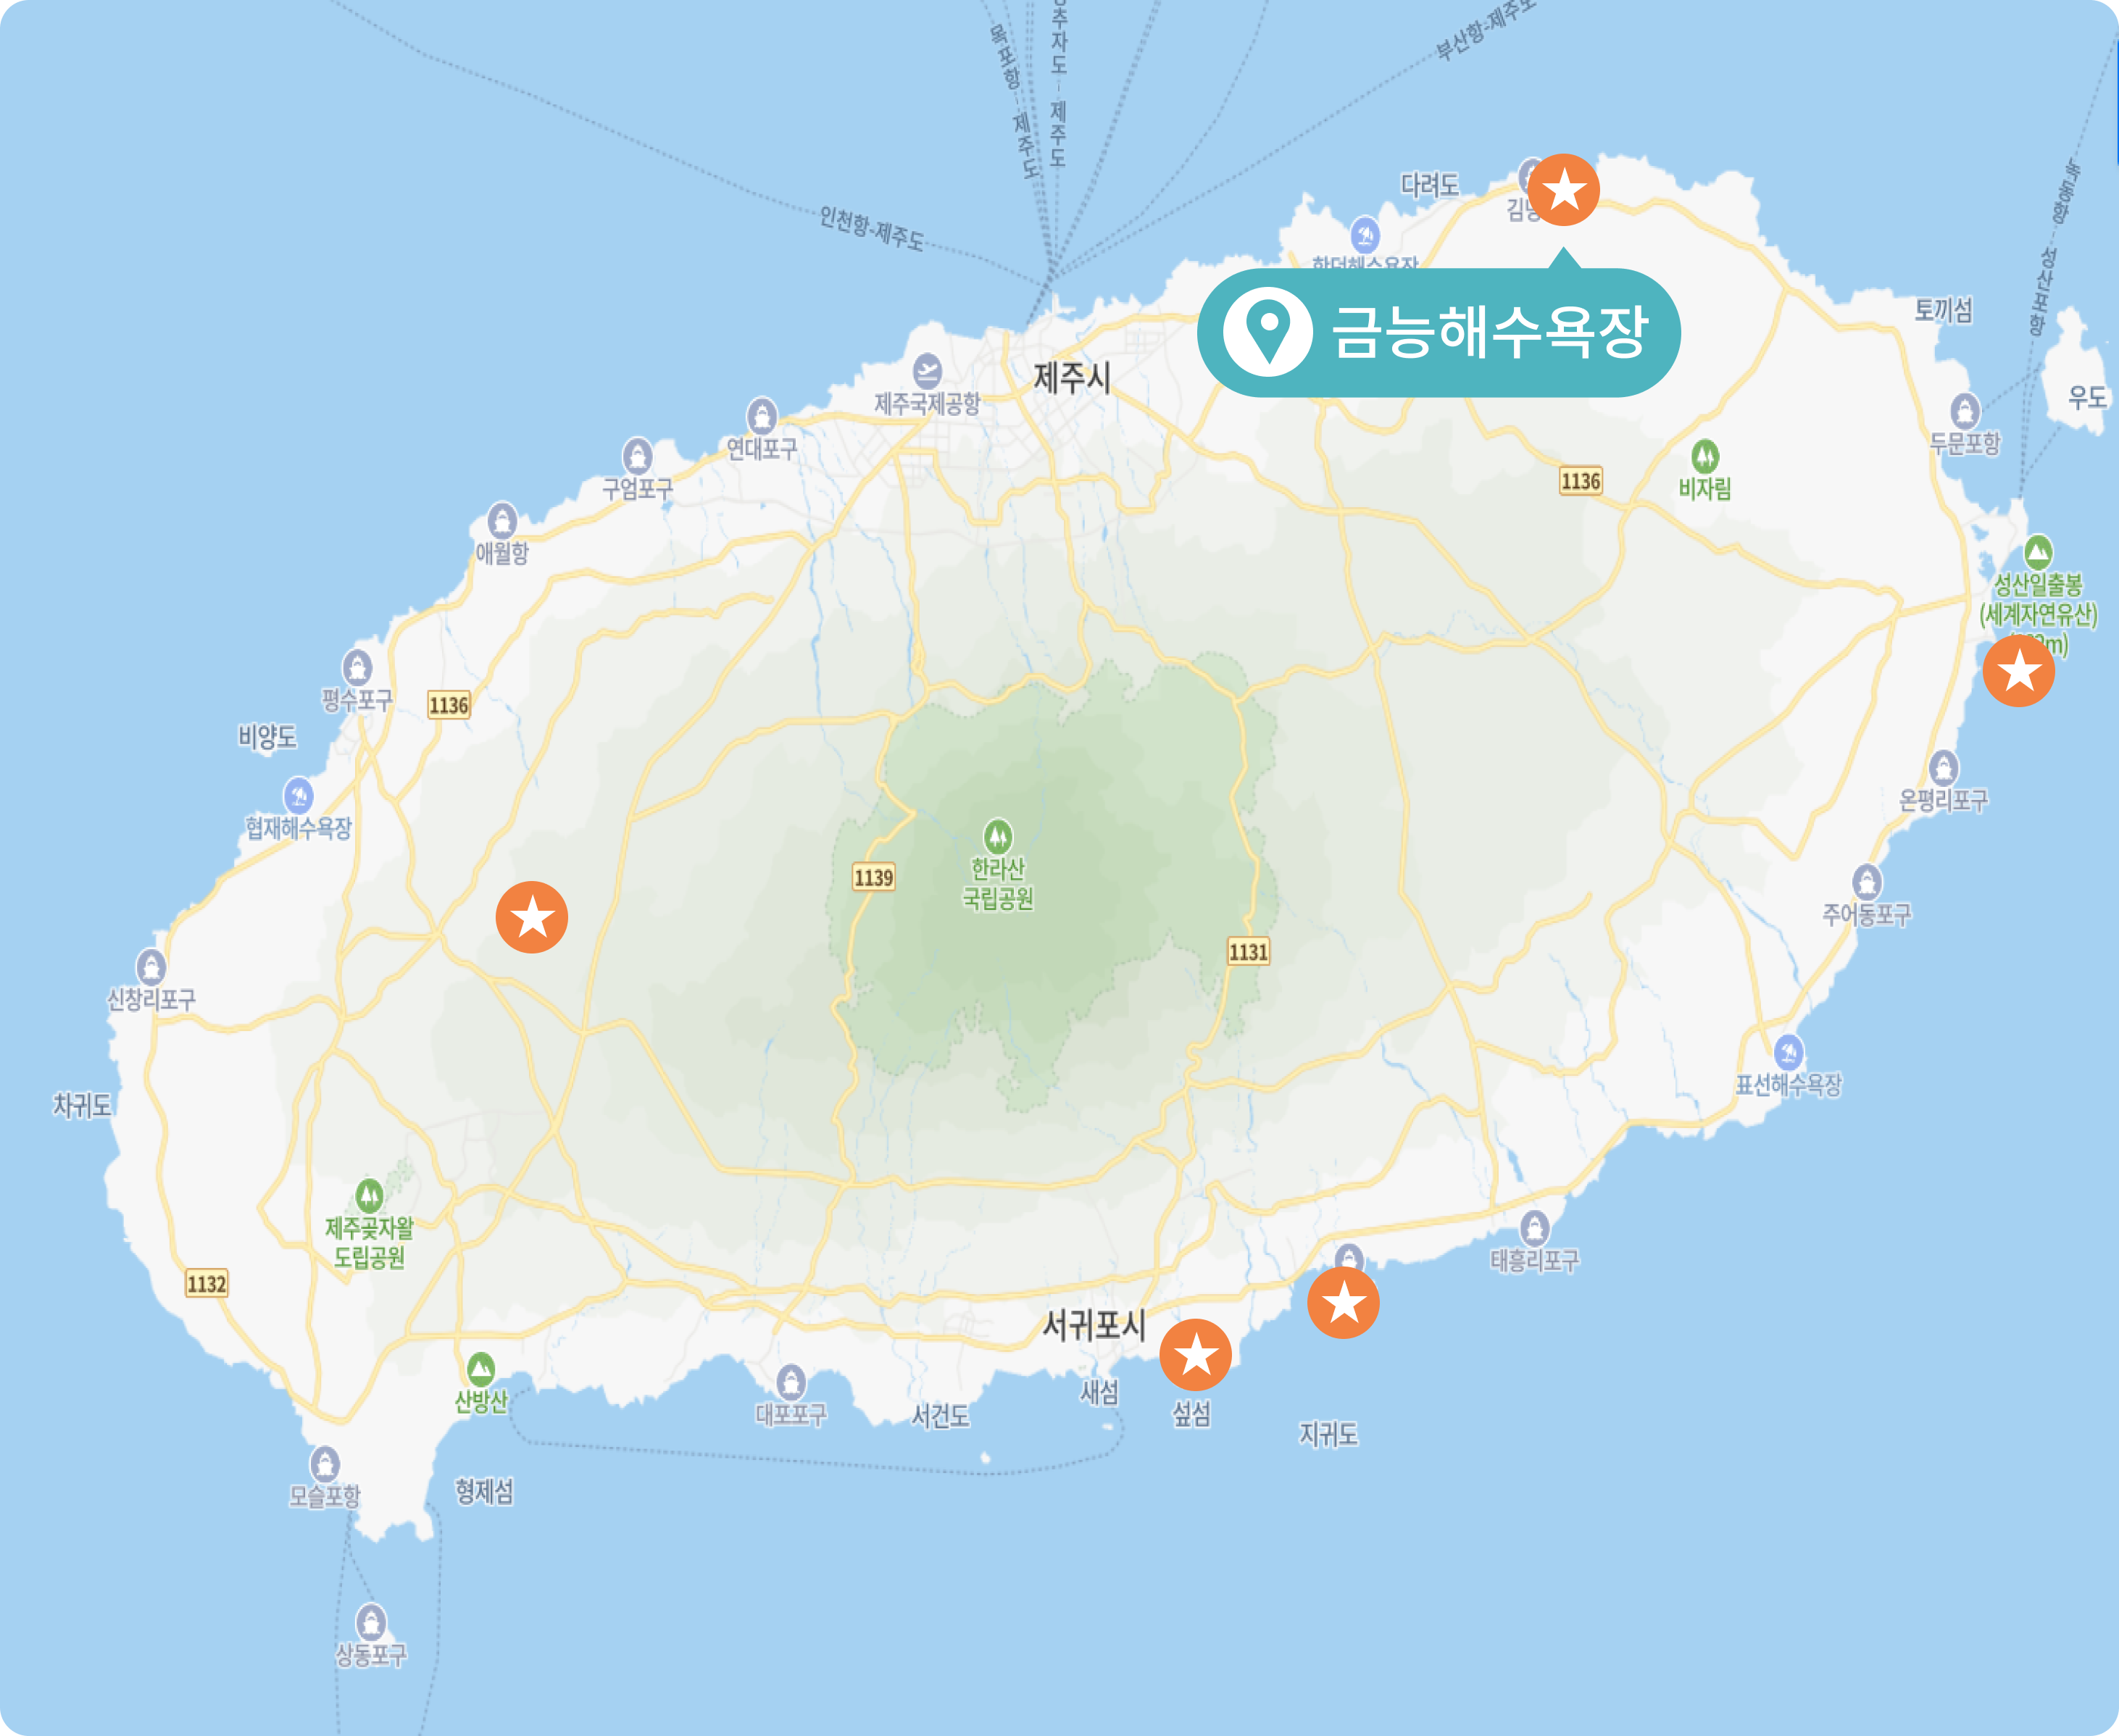 추자도 - 제주도
목포항 - 제주도
부산항-제주도
인천항-제주도
녹동항 성산포항
다려도
함덕해수욕장
토끼섬
금능해수욕장
제주시
우도
제주국제공항
두문포항
연대포구
1136
비자림
구엄포구
애월항
성산일출봉
(세계자연유산)
평수포구
1136
비양도
온평리포구
협재해수욕장
한라산
국립공원
1139
주어동포구
1131
신창리포구
표선해수욕장
차귀도
제주곶자왈
도립공원
태흥리포구
1132
서귀포시
새섬
산방산
대포포구
서건도
섶섬
지귀도
모슬포항
형제섬
상동포구